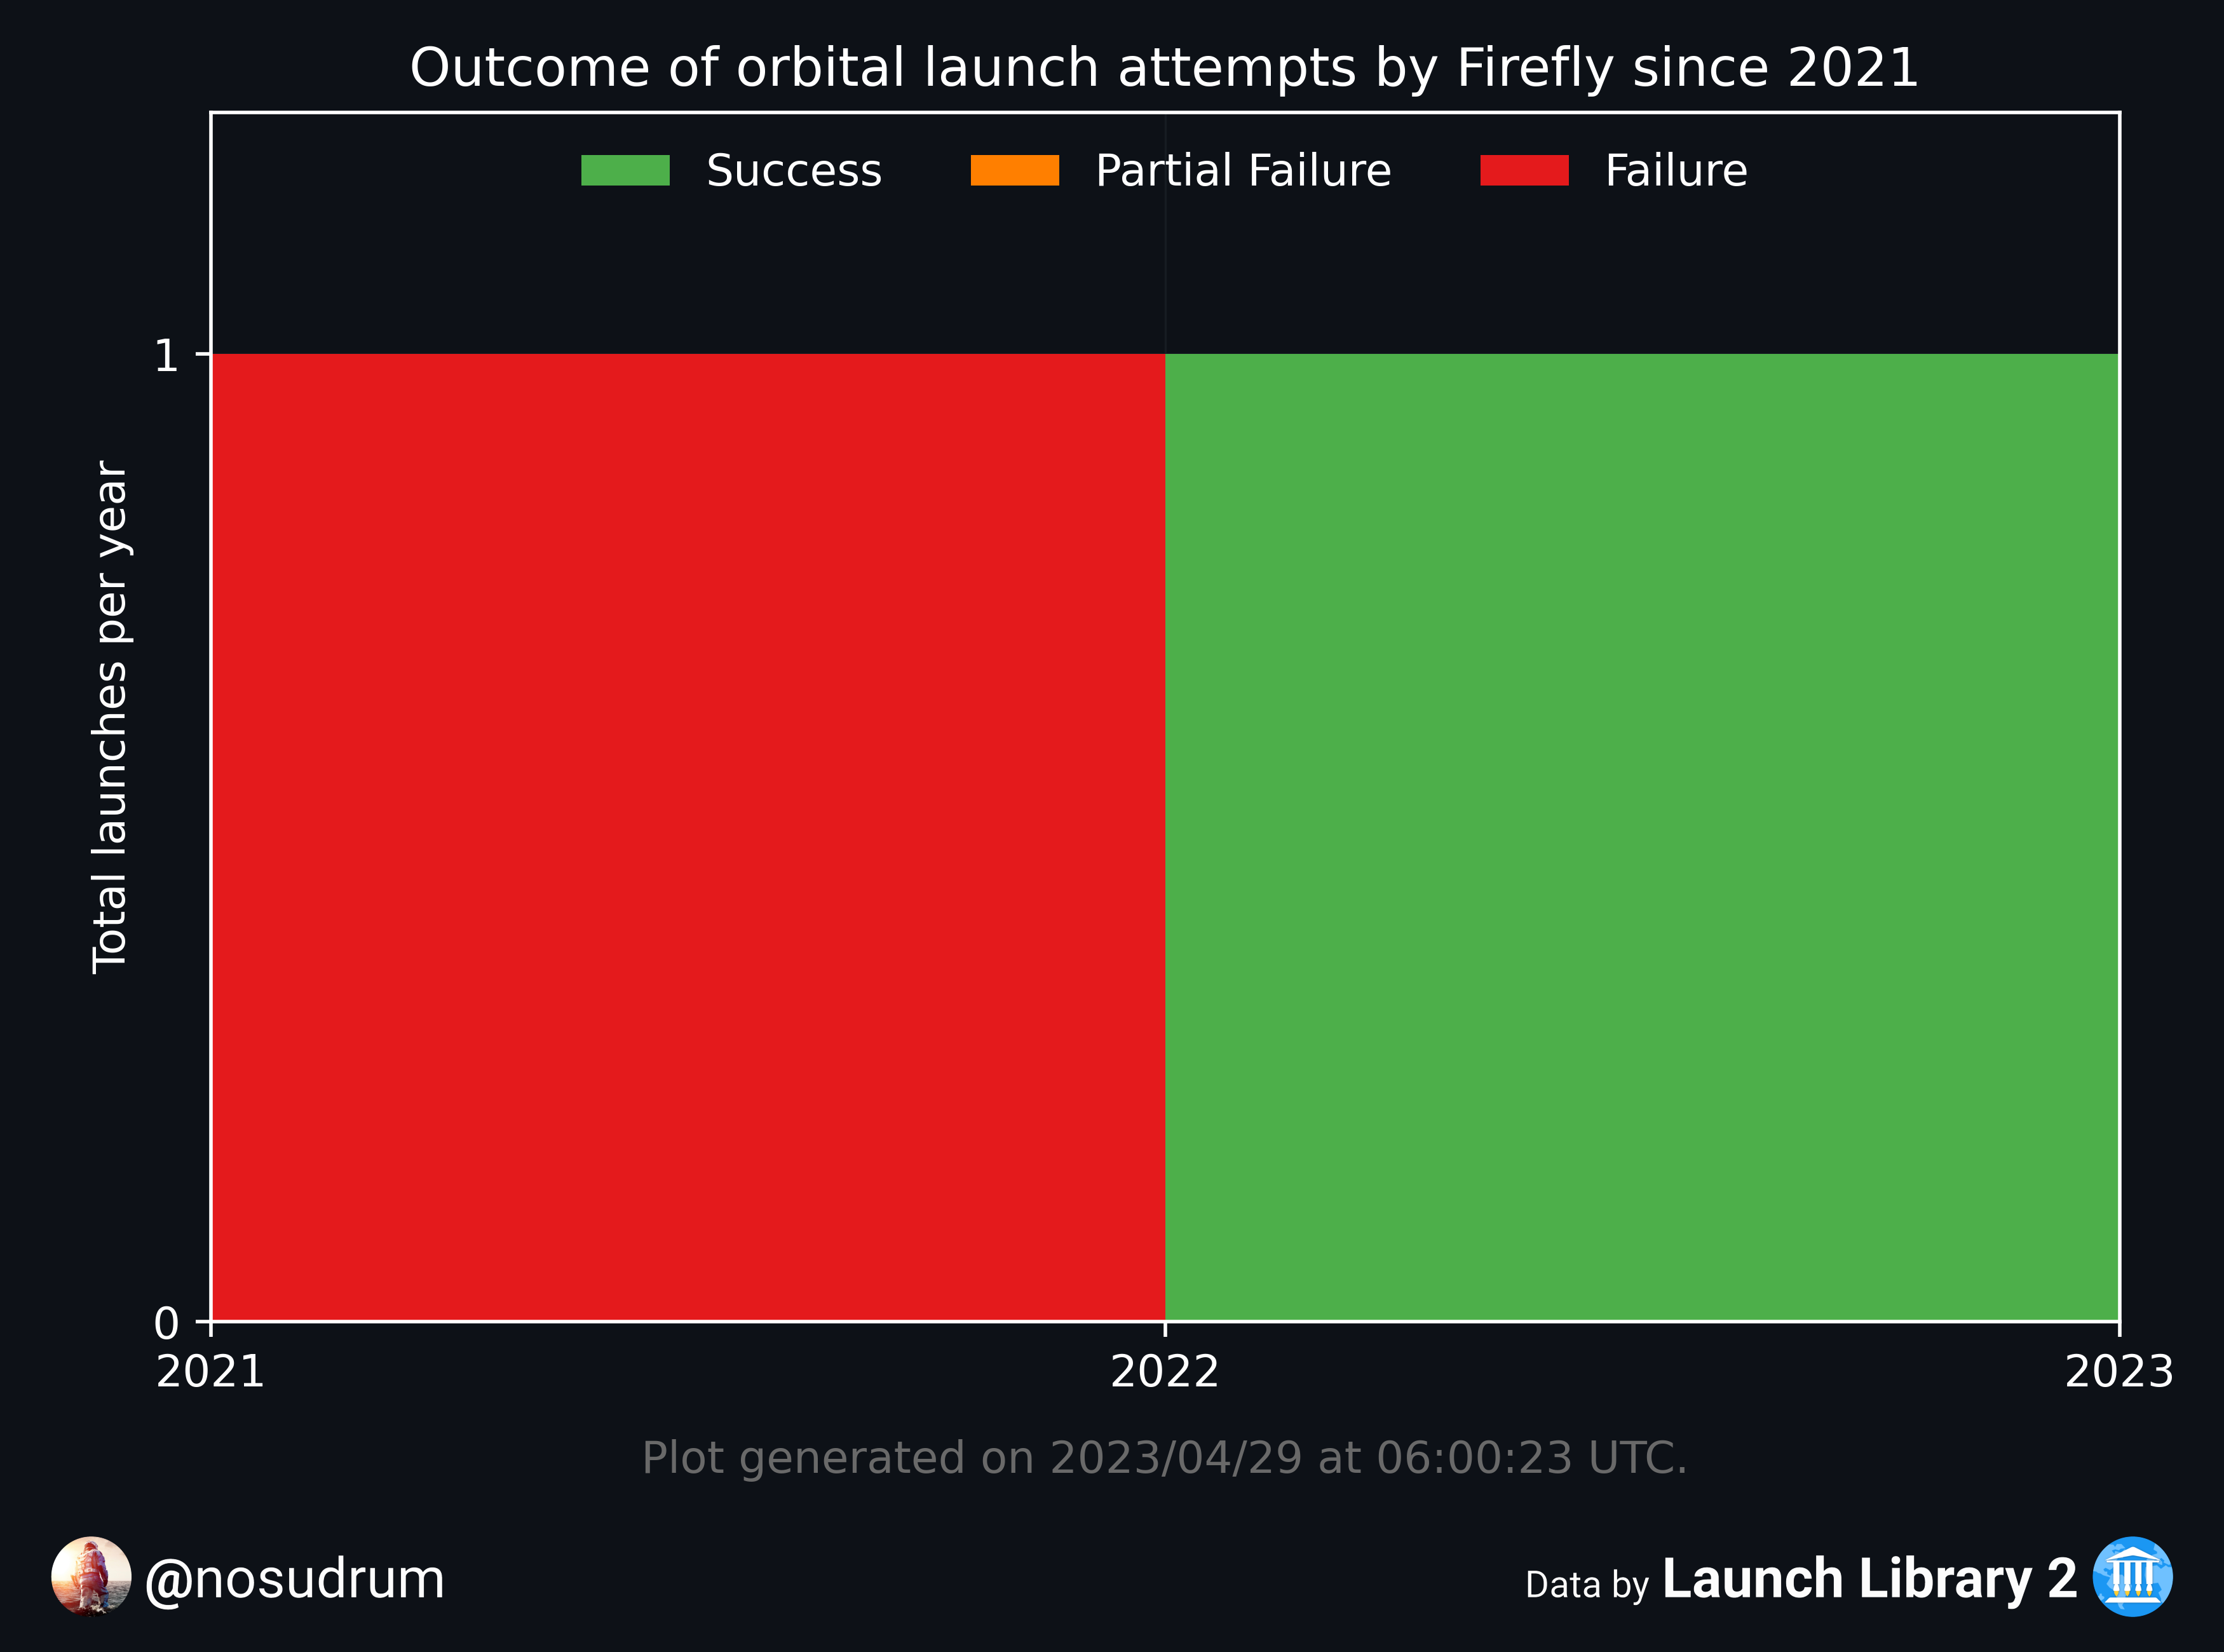 Outcome of orbital launch attempts by Firefly since 2021
Success
Partial Failure
Failure
1
Total launches per year
0
2021
2022
2023
Plot generated on 2023/04/29 at 06:00:23 UTC.
@nosudrum
Data by Launch Library 2